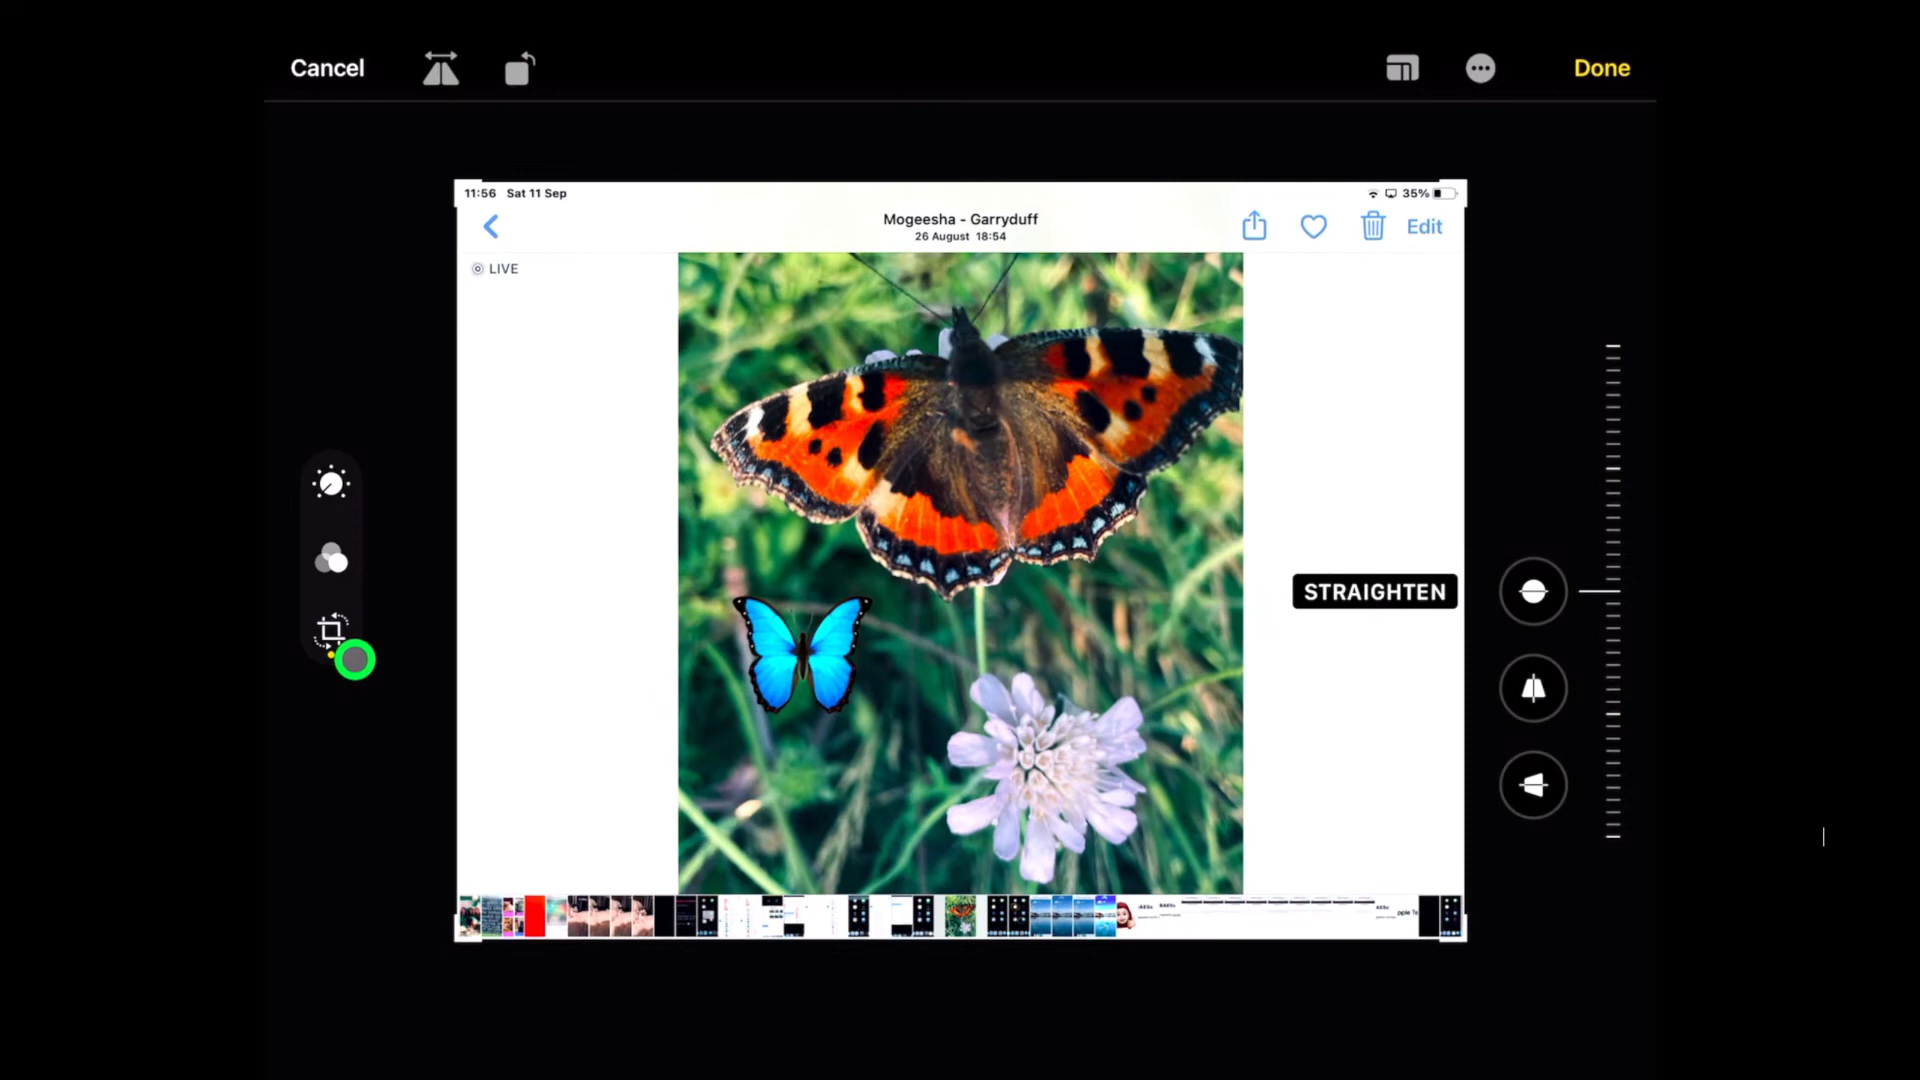 Cancel
Done
11:56 Sat 11 Sep
35%
Mogeesha - Garryduff
26 August 18:54
Edit
LIVE
STRAIGHTEN